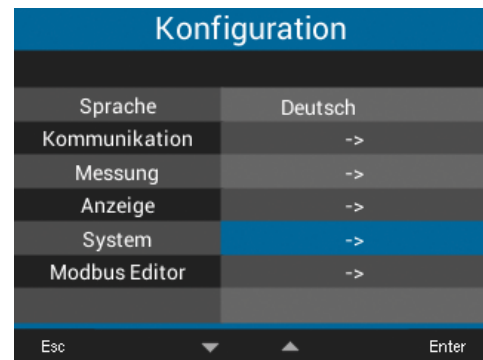 Konfiguration
Sprache Deutsch
Kommunikation ->
Messung ->
Anzeige ->
System ->
Modbus Editor ->
Esc Enter